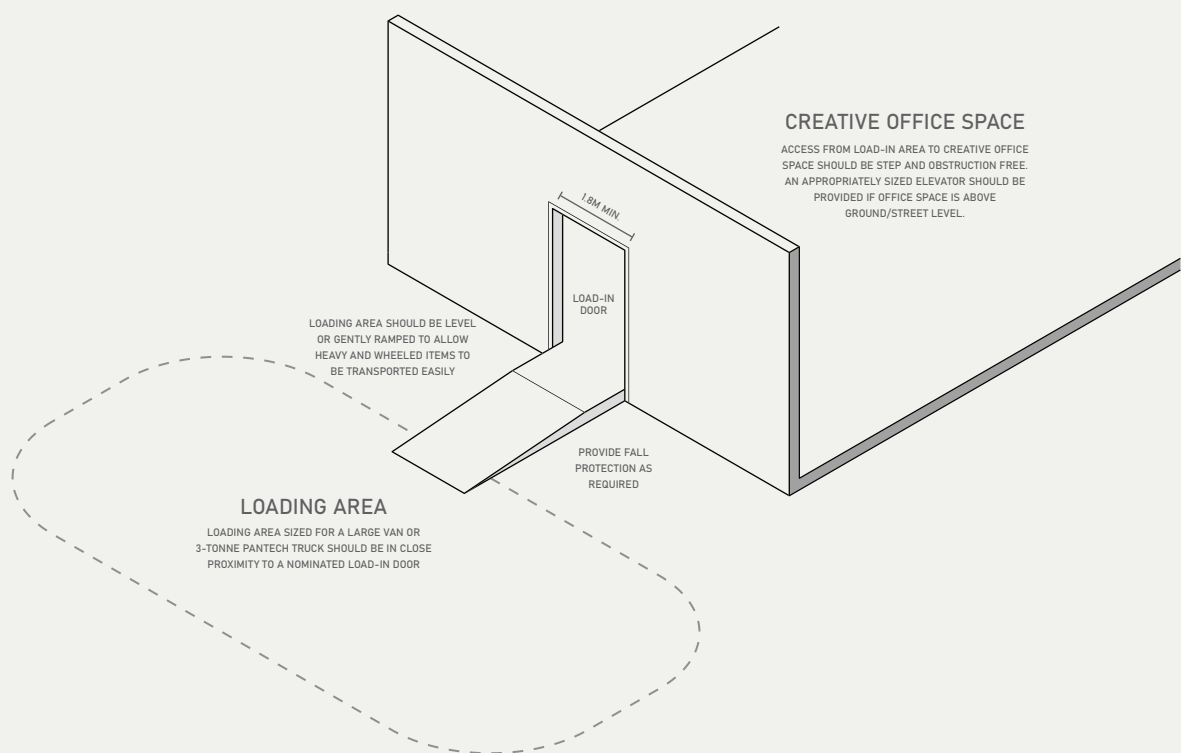 CREATIVE OFFICE SPACE
ACCESS FROM LOAD-IN AREA TO CREATIVE OFFICE
SPACE SHOULD BE STEP AND OBSTRUCTION FREE.
AN APPROPRIATELY SIZED ELEVATOR SHOULD BE
PROVIDED IF OFFICE SPACE IS ABOVE
GROUND/STREET LEVEL.
1.8M MIN.
LOAD-IN
DOOR
LOADING AREA SHOULD BE LEVEL
OR GENTLY RAMPED TO ALLOW
HEAVY AND WHEELED ITEMS TO
BE TRANSPORTED EASILY
PROVIDE FALL
PROTECTION AS
REQUIRED
LOADING AREA
LOADING AREA SIZED FOR A LARGE VAN OR
3-TONNE PANTECH TRUCK SHOULD BE IN CLOSE
PROXIMITY TO A NOMINATED LOAD-IN DOOR